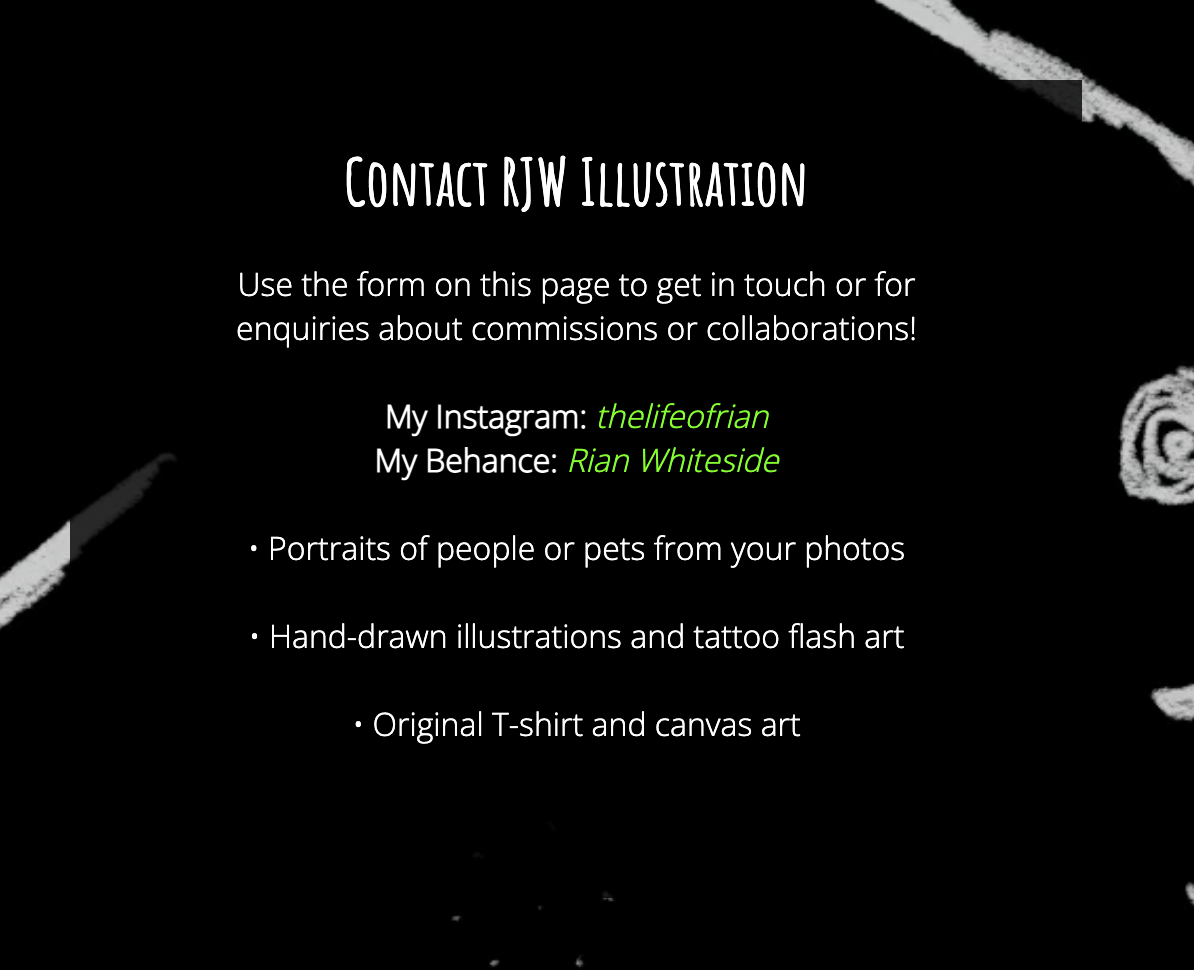 Contact RJW Illustration
Use the form on this page to get in touch or for
enquiries about commissions or collaborations!
My Instagram: thelifeofrian
My Behance: Rian Whiteside
• Portraits of people or pets from your photos
• Hand-drawn illustrations and tattoo flash art
• Original T-shirt and canvas art